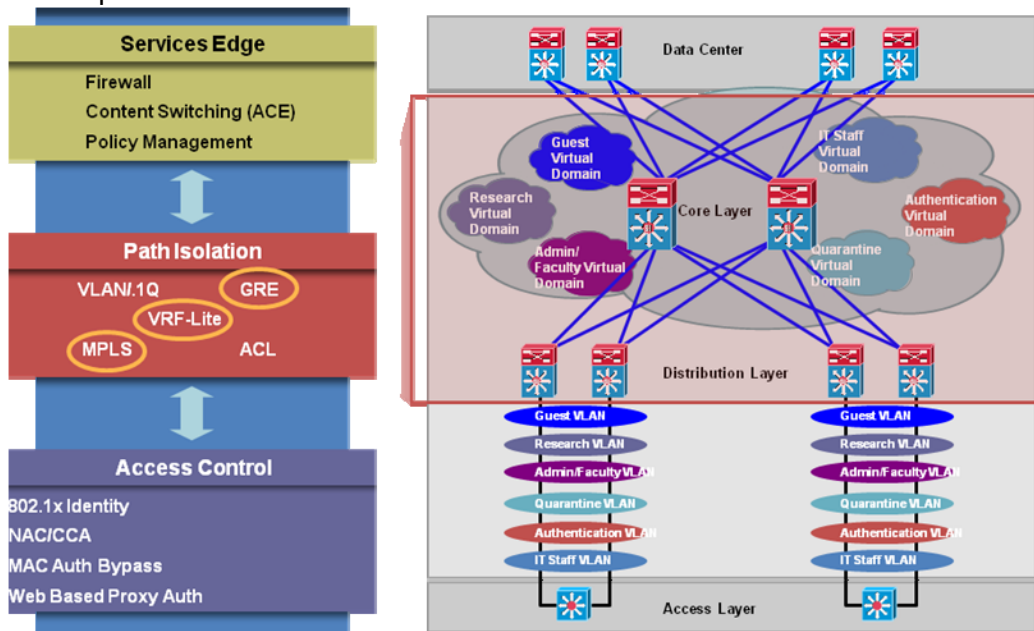 Services Edge
Firewall
Content Switching (ACE)
Policy Management
Path Isolation
VLAN/.1Q
GRE
VRF-Lite
MPLS
ACL
Access Control
802.1x Identity
NAC/CCA
MAC Auth Bypass
Web Based Proxy Auth
Data Center
Guest
Virtual
Domain
IT Staff
Virtual
Domain
Research
Virtual
Domain
Core Layer
Authentication
Virtual
Domain
Admin/
Faculty Virtual
Domain
Quarantine
Virtual
Domain
Distribution Layer
Guest VLAN
Research VLAN
Admin/Faculty VLAN
Quarantine VLAN
Authentication VLAN
IT Staff VLAN
Guest VLAN
Research VLAN
Admin/Faculty VLAN
Quarantine VLAN
Authentication VLAN
IT Staff VLAN
Access Layer